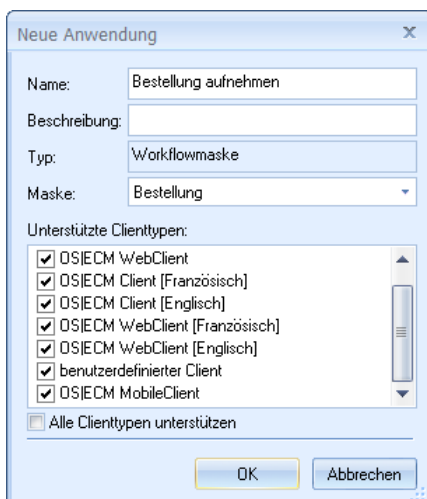 Neue Anwendung
Name: Bestellung aufnehmen
Beschreibung:
Typ: Workflowmaske
Maske: Bestellung
Unterstützte Clienttypen:
OS|ECM WebClient
OS|ECM Client [Französisch]
OS|ECM Client [Englisch]
OS|ECM WebClient [Französisch]
OS|ECM WebClient [Englisch]
benutzerdefinierter Client
OS|ECM MobileClient
Alle Clienttypen unterstützen
OK Abbrechen